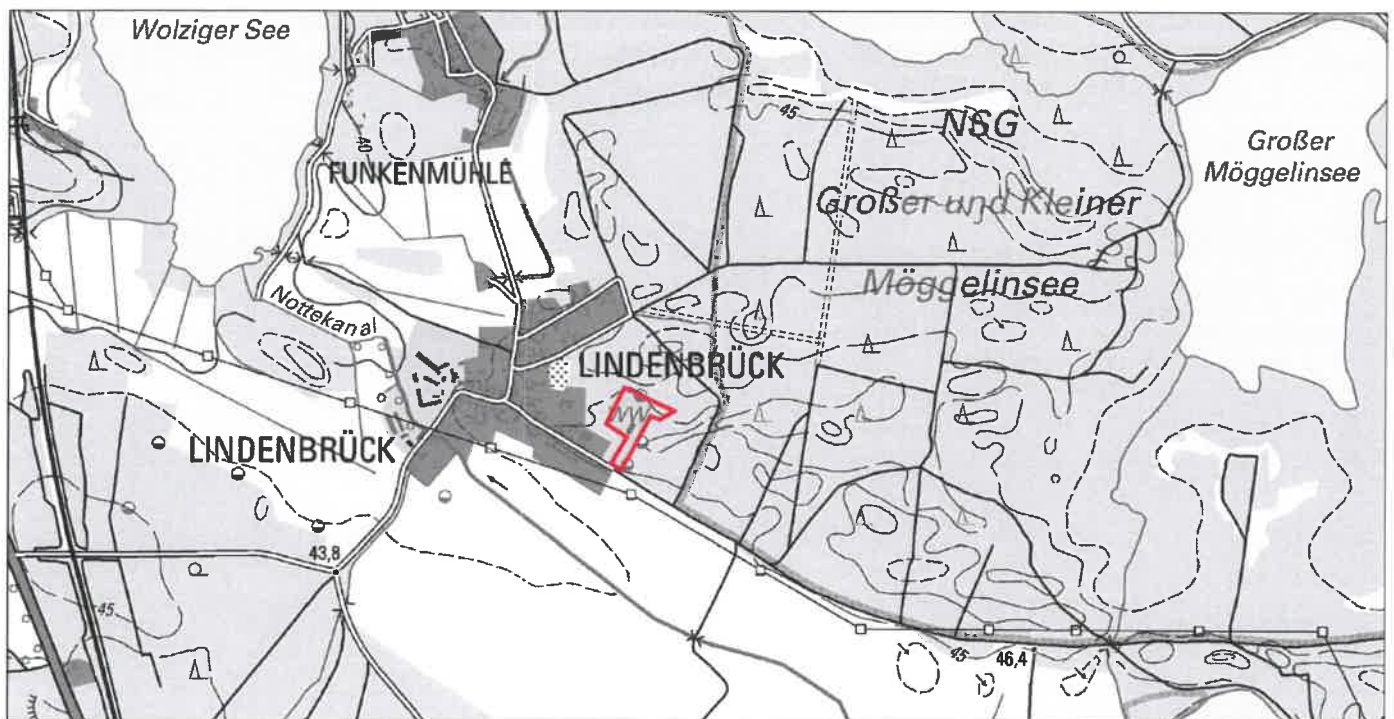 Wolziger See
NSG
Großer
Möggelinsee
45
40
FUNKENMÜHLE
Großer und Kleiner
Möggelinsee
Nottekanal
LINDENBRÜCK
LINDENBRÜCK
43,8
45
45
46,4